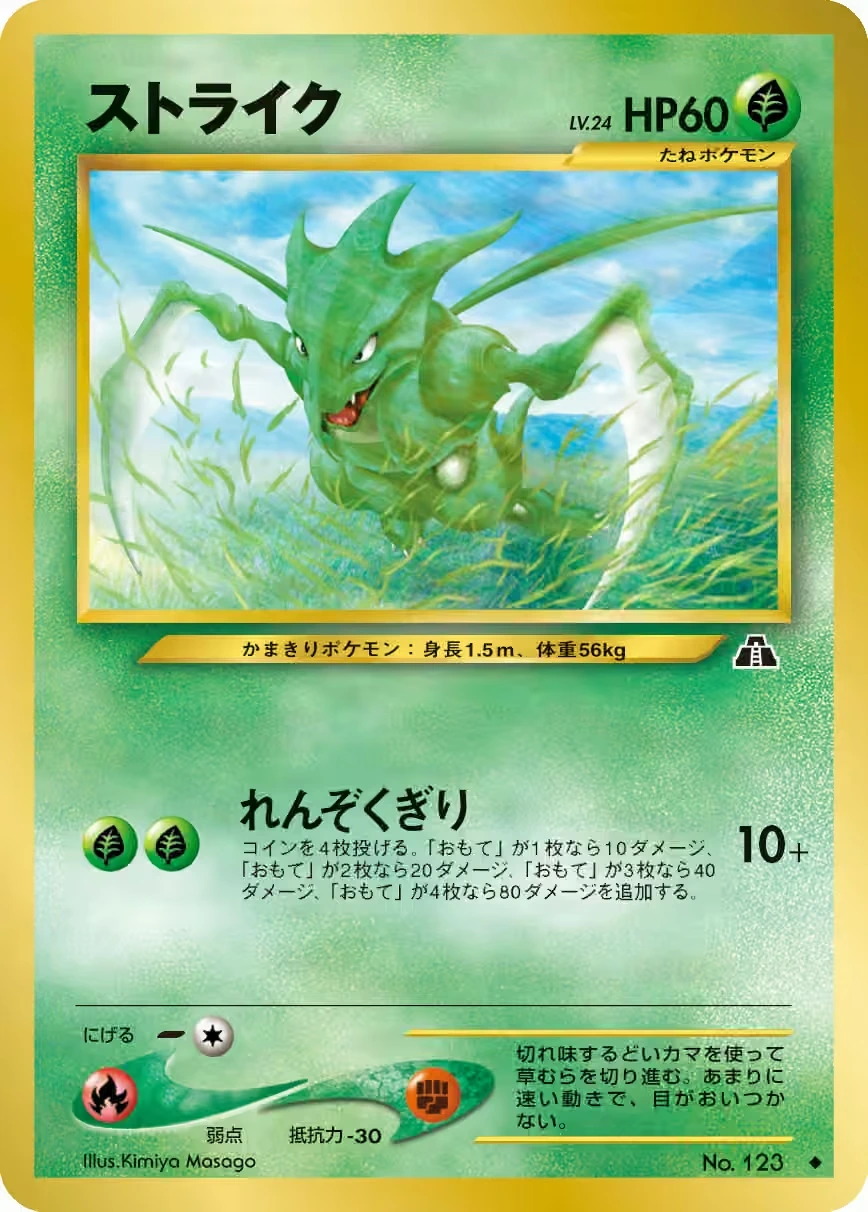 ストライク
LV.24 HP60
たねポケモン
かまきりポケモン：身長1.5m、体重56kg
れんぞくぎり
10+
コインを4枚投げる。「おもて」が1枚なら10ダメージ、
「おもて」が2枚なら20ダメージ、「おもて」が3枚なら40
ダメージ、「おもて」が4枚なら80ダメージを追加する。
にげる
弱点
抵抗力-30
切れ味するどいカマを使って
草むらを切り進む。あまりに
速い動きで、目がおいつか
ない。
Illus.Kimiya Masago
No. 123